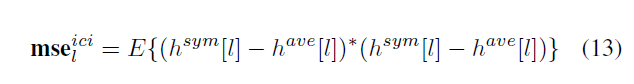 mse_l^{ici} = E{(h^{sym}[l] − h^{ave}[l])^*(h^{sym}[l] − h^{ave}[l])} (13)